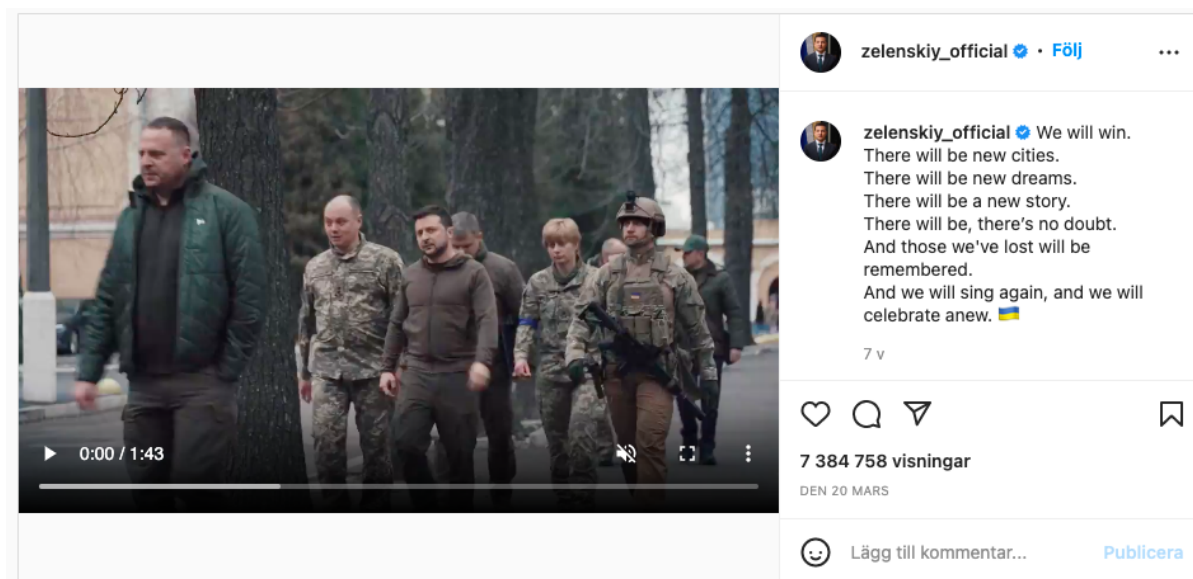 zelenskiy_official • Följ
zelenskiy_official We will win.
There will be new cities.
There will be new dreams.
There will be a new story.
There will be, there’s no doubt.
And those we've lost will be
remembered.
And we will sing again, and we will
celebrate anew. 🇺🇦
7 v
0:00 / 1:43
7 384 758 visningar
DEN 20 MARS
Lägg till kommentar... Publicera